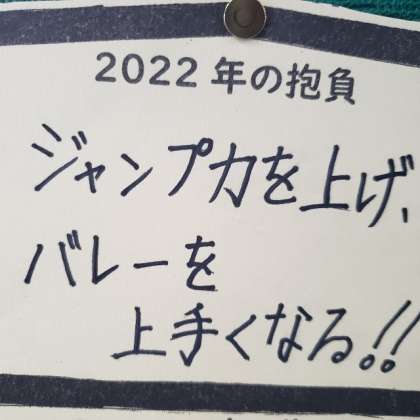 2022年の抱負
ジャンプ力を上げ、
バレーを
上手くなる!!